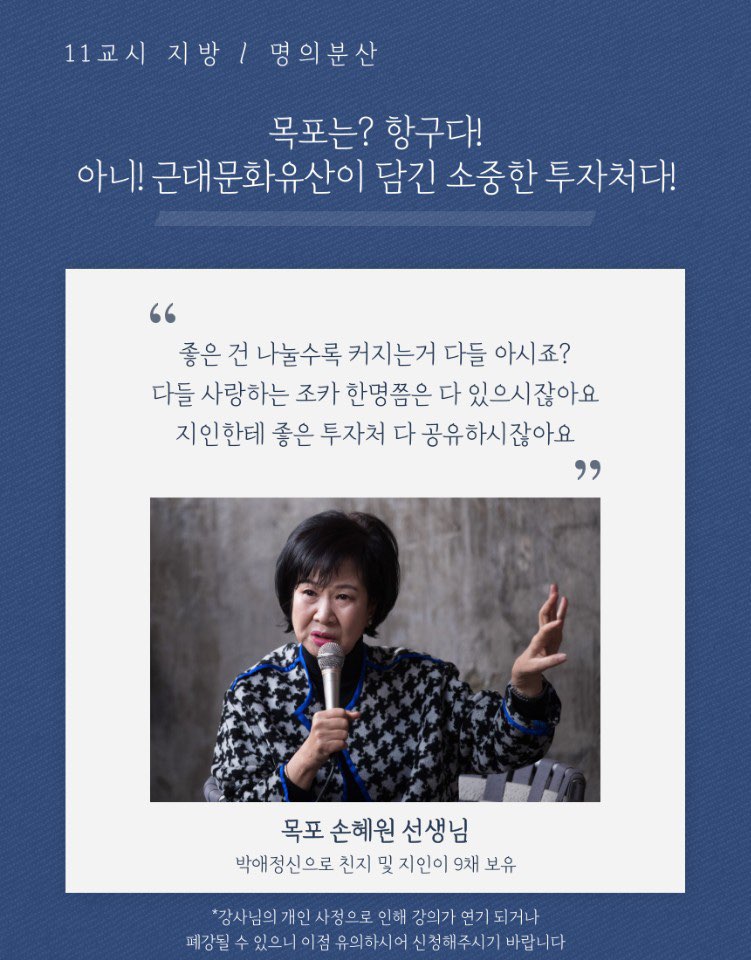 11교시 지방 / 명의분산
목포는? 항구다!
아니! 근대문화유산이 담긴 소중한 투자처다!
“
좋은 건 나눌수록 커지는거 다들 아시죠?
다들 사랑하는 조카 한명쯤은 다 있으시잖아요
지인한테 좋은 투자처 다 공유하시잖아요
”
목포 손혜원 선생님
박애정신으로 친지 및 지인이 9채 보유
*강사님의 개인 사정으로 인해 강의가 연기 되거나
폐강될 수 있으니 이점 유의하시어 신청해주시기 바랍니다